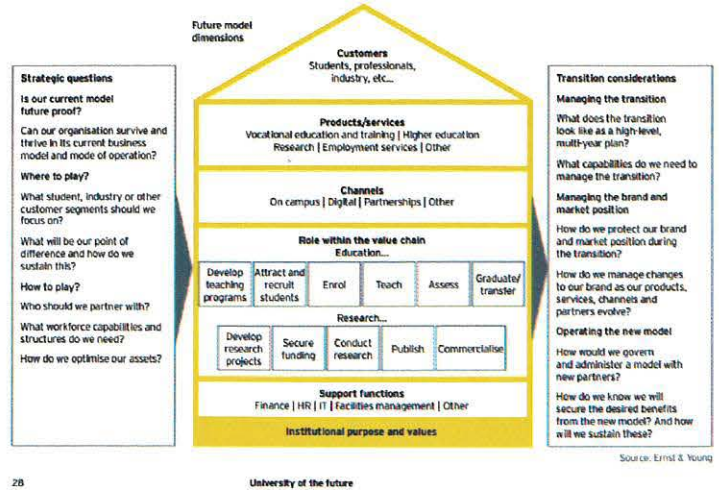 Future model
dimensions
Strategic questions
Is our current model
future proof?
Can our organisation survive and
thrive in its current business
model and mode of operation?
Where to play?
What student, industry or other
customer segments should we
focus on?
What will be our point of
difference and how do we
sustain this?
How to play?
Who should we partner with?
What workforce capabilities and
structures do we need?
How do we optimise our assets?
Customers
Students, professionals,
industry, etc...
Products/services
Vocational education and training | Higher education
Research | Employment services | Other
Channels
On campus | Digital | Partnerships | Other
Role within the value chain
Education...
Develop
teaching
programs
Attract and
recruit
students
Enrol
Teach
Assess
Graduate/
transfer
Research...
Develop
research
projects
Secure
funding
Conduct
research
Publish
Commercialise
Support functions
Finance | HR | IT | Facilities management | Other
Institutional purpose and values
Transition considerations
Managing the transition
What does the transition
look like as a high-level,
multi-year plan?
What capabilities do we need to
manage the transition?
Managing the brand and
market position
How do we protect our brand
and market position during
the transition?
How do we manage changes
to our brand as our products,
services, channels and
partners evolve?
Operating the new model
How would we govern
and administer a model with
new partners?
How do we know we will
secure the desired benefits
from the new model? And how
will we sustain these?
Source: Ernst & Young
28
University of the future